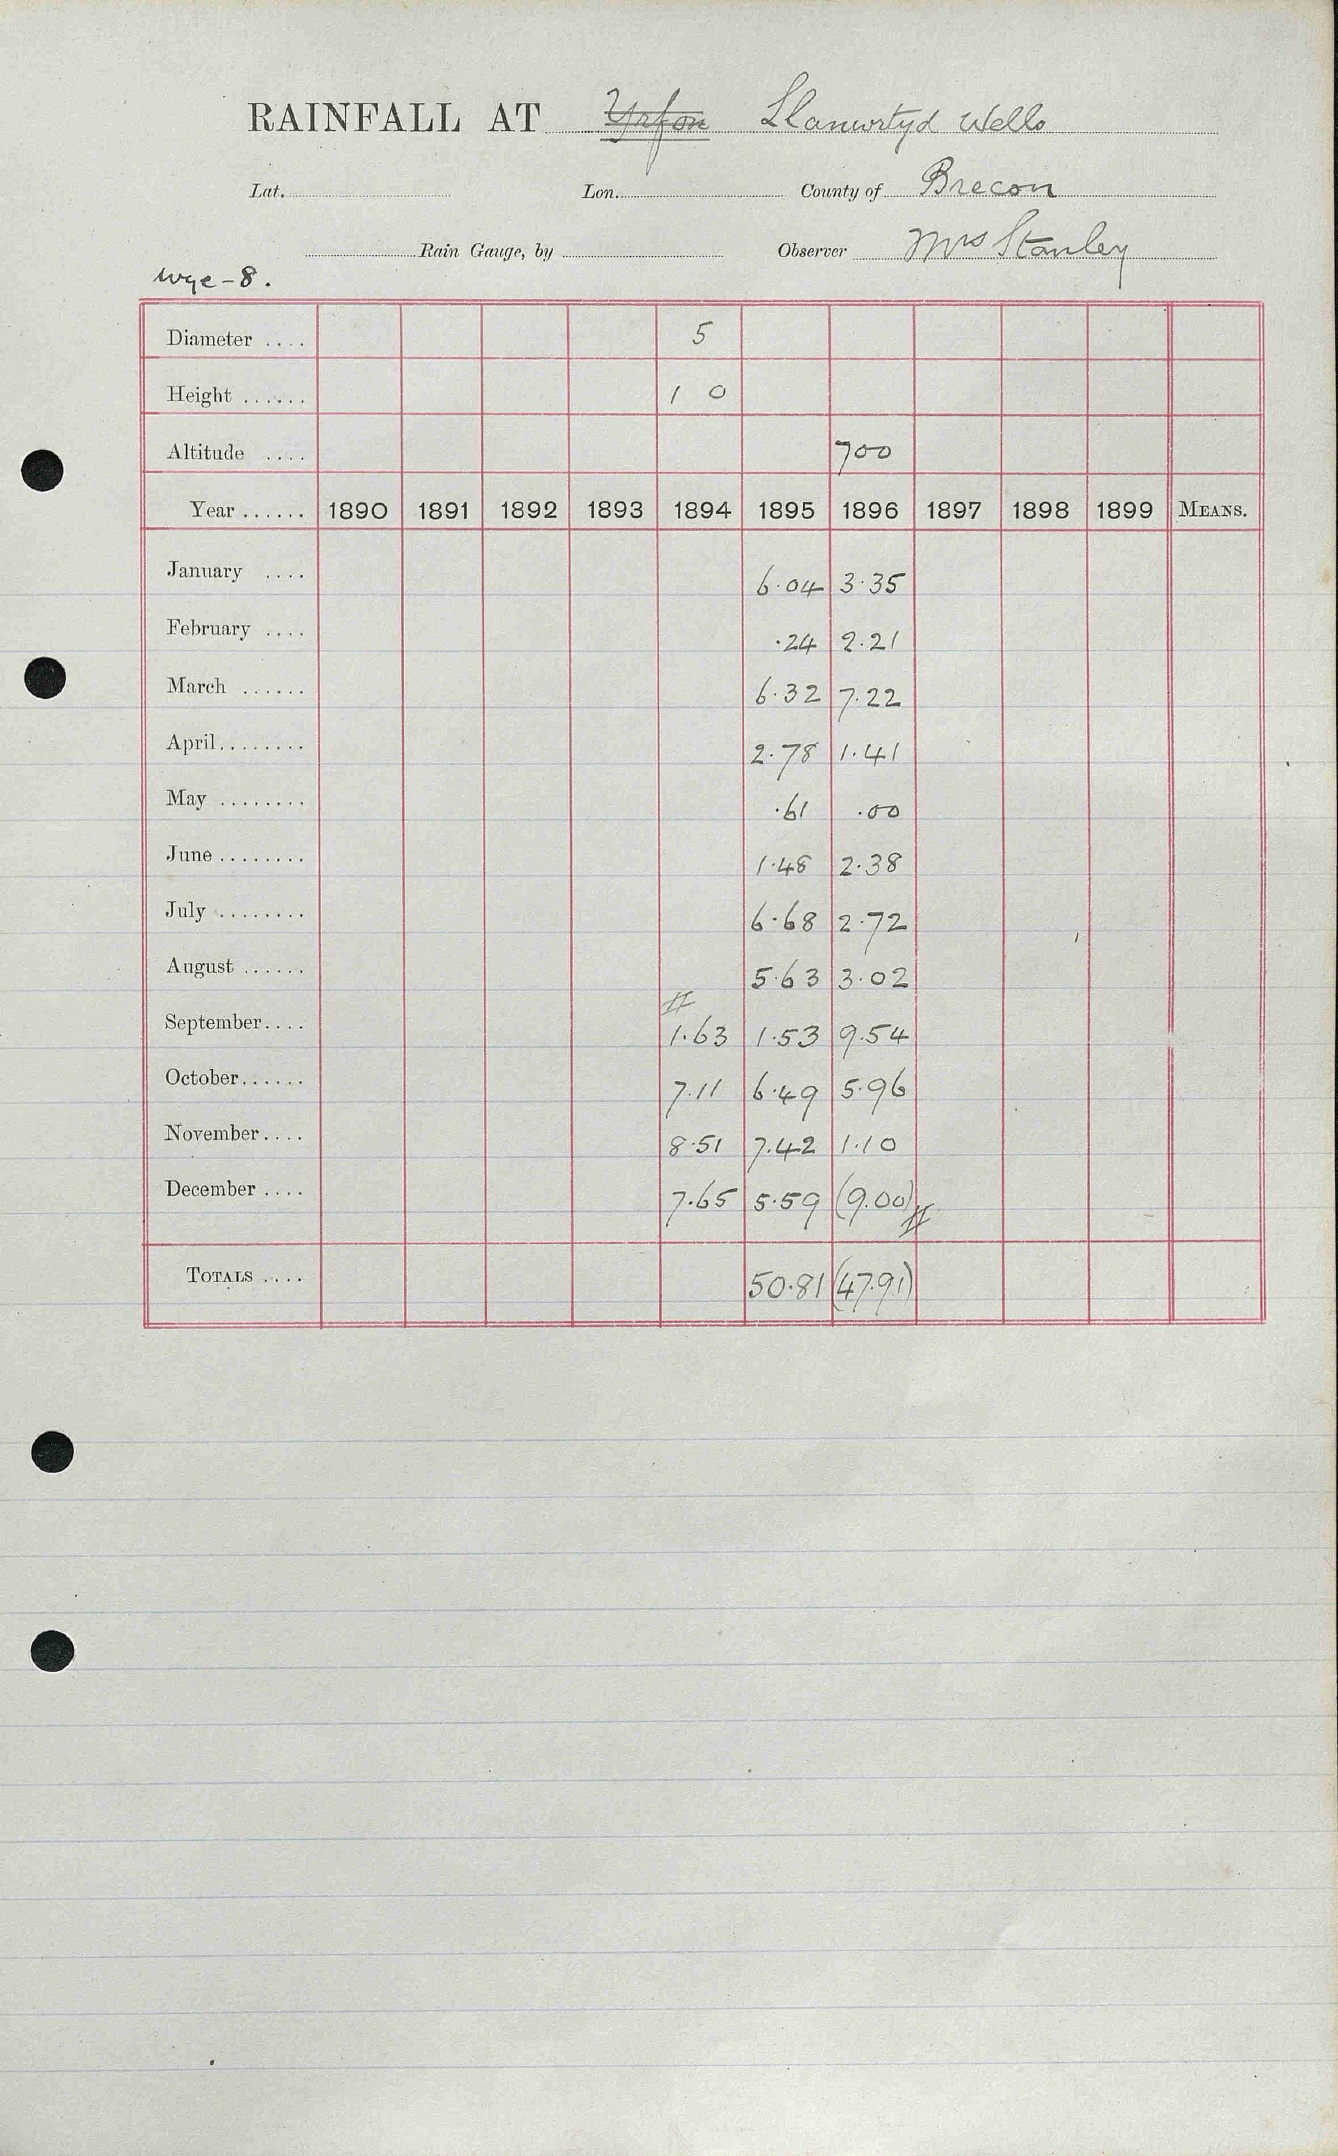 RAINFALL AT Yrfon Llanwrtyd Wells
Lat. Lon. County of Brecon
Rain Gauge, by Observer Mrs Stanley
Wye-8.
Diameter .... 5
Height ...... 1 0
Altitude .... 700
Year ...... 1890 1891 1892 1893 1894 1895 1896 1897 1898 1899 MEANS.
January .... 6.04 3.35
February .... .24 2.21
March ...... 6.32 7.22
April........ 2.78 1.41
May ........ .61 .00
June ........ 1.48 2.38
July ........ 6.68 2.72
August ...... 5.63 3.02
September.... 1.63 1.53 9.54
October...... 7.11 6.49 5.96
November.... 8.51 7.42 1.10
December .... 7.65 5.59 (9.00)
TOTALS .... 50.81 (47.91)